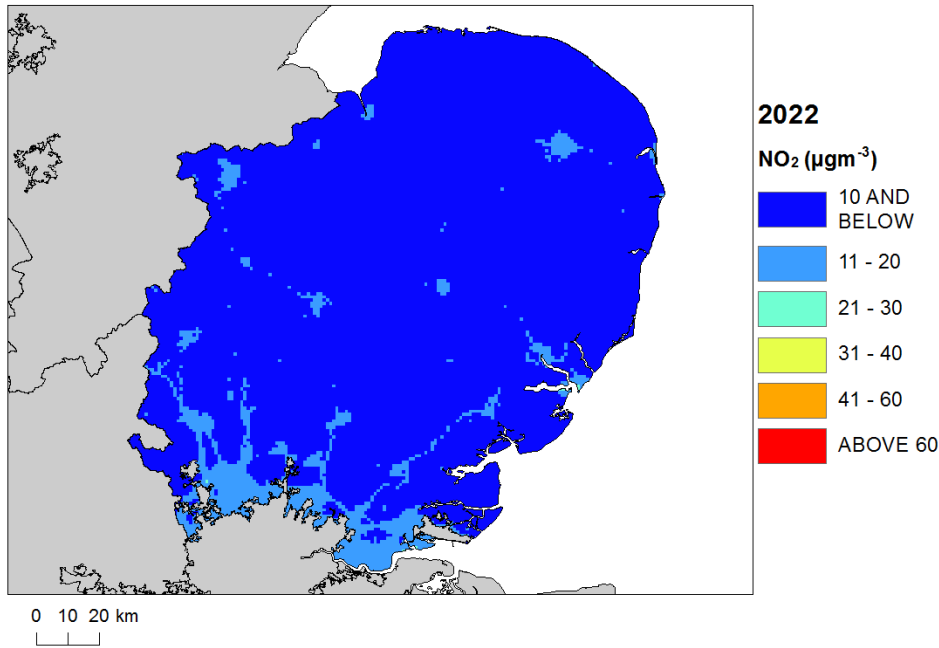 2022
NO₂ (µgm⁻³)
10 AND
BELOW
11 - 20
21 - 30
31 - 40
41 - 60
ABOVE 60
0 10 20 km